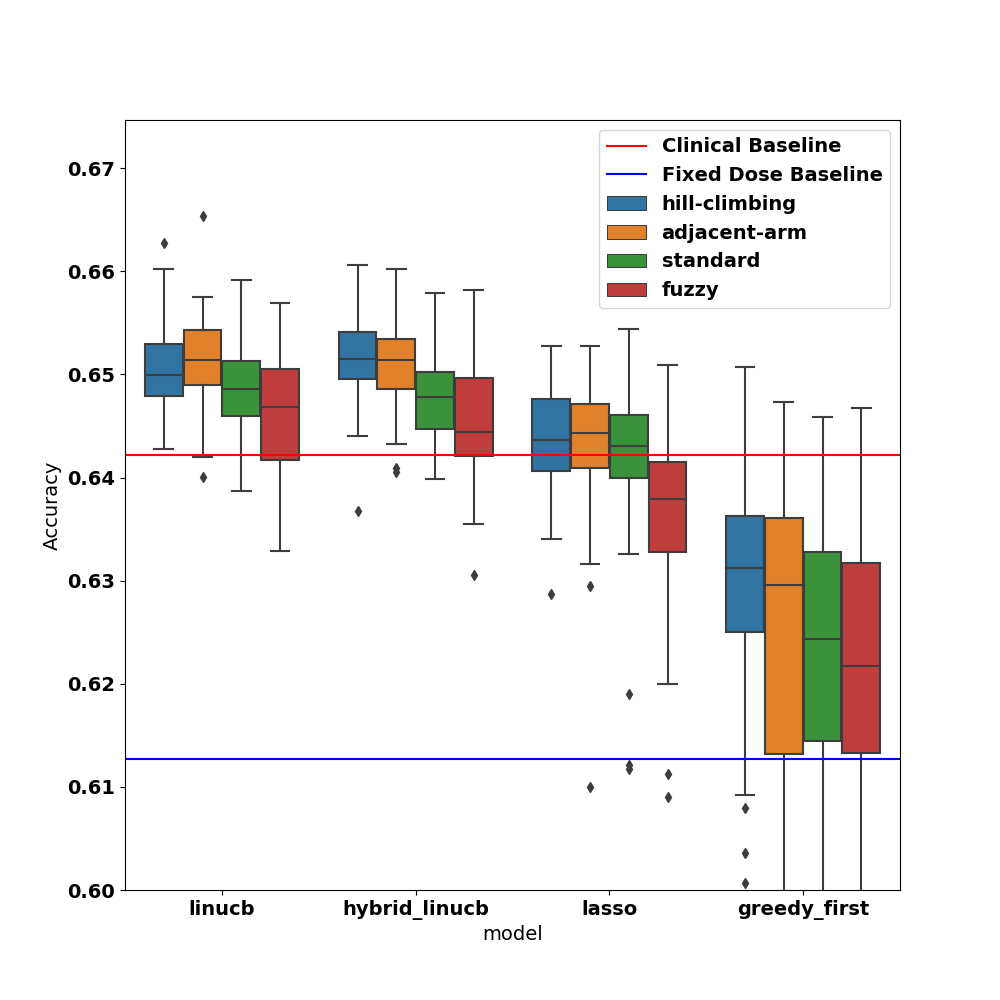 Clinical Baseline
Fixed Dose Baseline
hill-climbing
adjacent-arm
standard
fuzzy
0.67
0.66
0.65
0.64
0.63
0.62
0.61
0.60
Accuracy
linucb hybrid_linucb lasso greedy_first
model